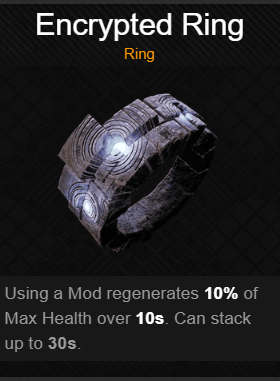 Encrypted Ring
Ring
Using a Mod regenerates 10% of
Max Health over 10s. Can stack
up to 30s.